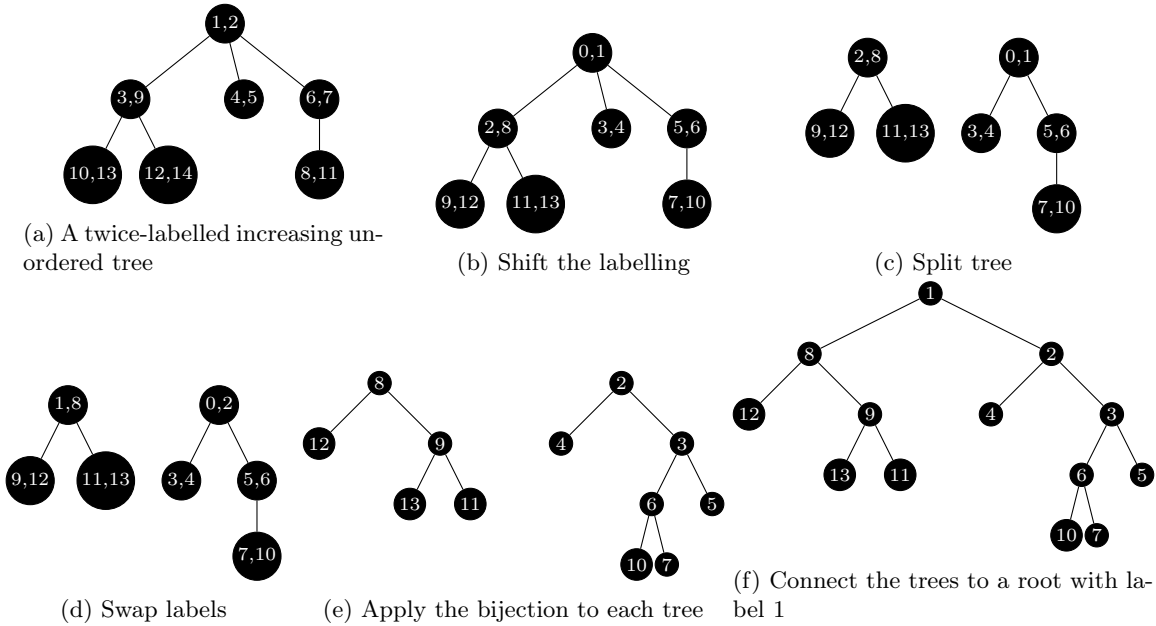 1,2
3,9 4,5 6,7
10,13 12,14 8,11
(a) A twice-labelled increasing un-
ordered tree
0,1
2,8 3,4 5,6
9,12 11,13 7,10
(b) Shift the labelling
2,8 0,1
9,12 11,13 3,4 5,6
7,10
(c) Split tree
1,8 0,2
9,12 11,13 3,4 5,6
7,10
(d) Swap labels
8 2
12 9 4 3
13 11 6 5
10 7
(e) Apply the bijection to each tree
1
8 2
12 9 4 3
13 11 6 5
10 7
(f) Connect the trees to a root with la-
bel 1